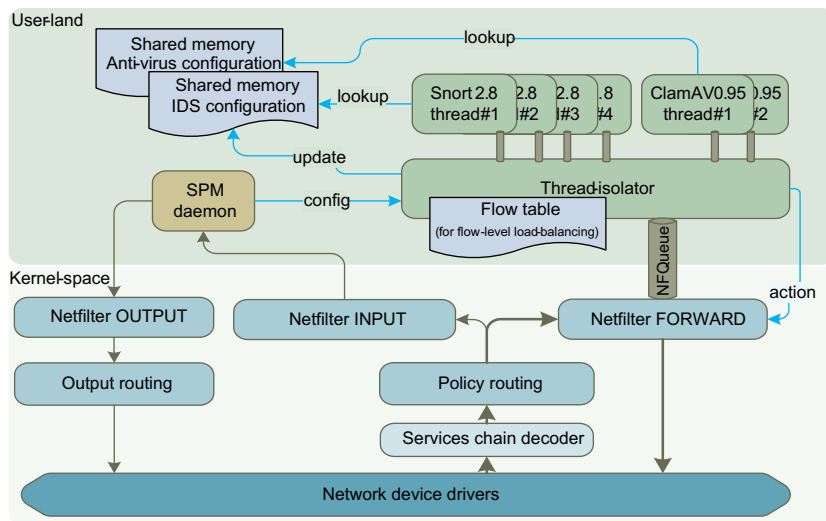 User-land
Shared memory
Anti-virus configuration
Shared memory
IDS configuration
lookup
lookup
Snort 2.8
thread#1
2.8
d#2
2.8
d#3
.8
#4
ClamAV0.95
thread#1
0.95
#2
update
SPM
daemon
config
Thread-isolator
Flow table
(for flow-level load-balancing)
NFQueue
Kernel-space
action
Netfilter OUTPUT
Netfilter INPUT
Netfilter FORWARD
Output routing
Policy routing
Services chain decoder
Network device drivers